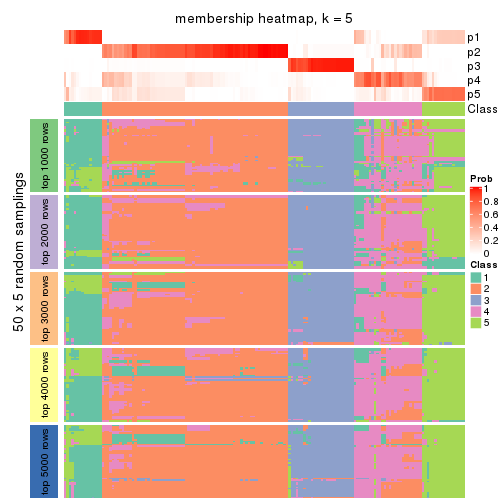 membership heatmap, k = 5
p1
p2
p3
p4
p5
Class
50 x 5 random samplings
top 1000 rows
top 2000 rows
top 3000 rows
top 4000 rows
top 5000 rows
Prob
1
0.8
0.6
0.4
0.2
0
Class
1
2
3
4
5